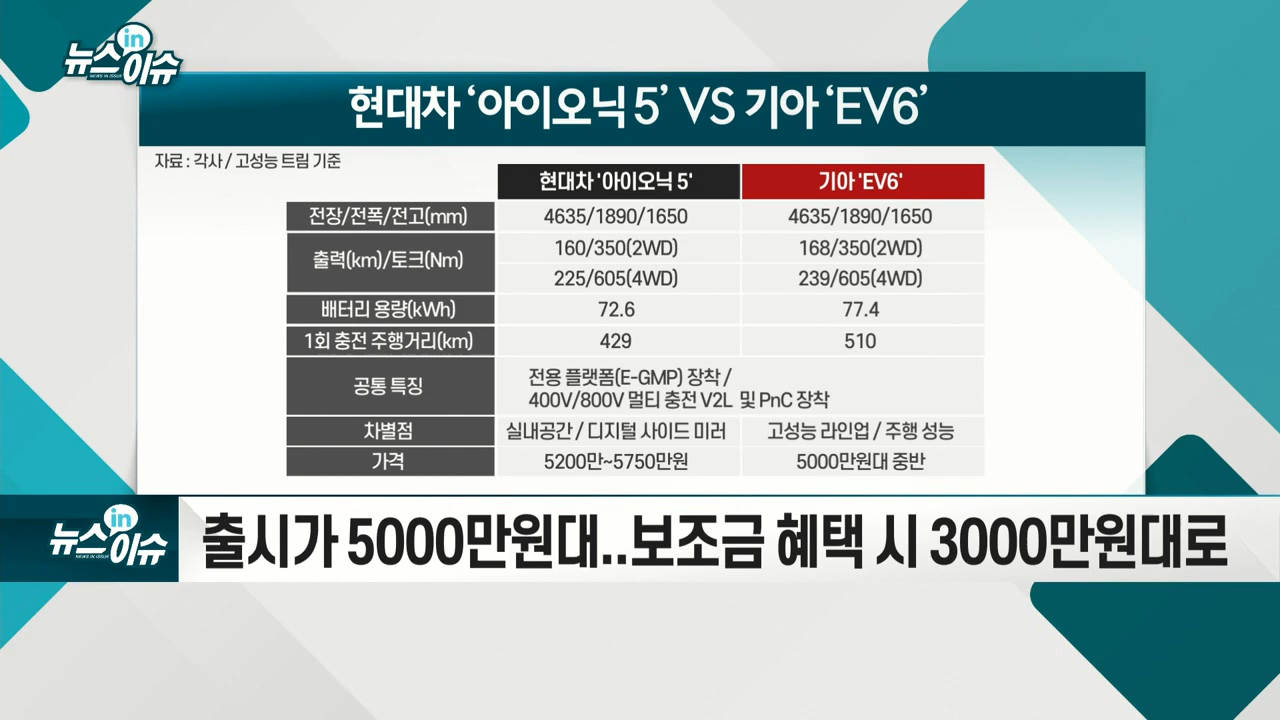 뉴스in이슈
NEWS IN ISSUE
현대차 ‘아이오닉 5’ VS 기아 ‘EV6’
자료 : 각사 / 고성능 트림 기준
현대차 '아이오닉 5' 기아 'EV6'
전장/전폭/전고(mm) 4635/1890/1650 4635/1890/1650
출력(km)/토크(Nm) 160/350(2WD) 168/350(2WD)
225/605(4WD) 239/605(4WD)
배터리 용량(kWh) 72.6 77.4
1회 충전 주행거리(km) 429 510
공통 특징 전용 플랫폼(E-GMP) 장착 /
400V/800V 멀티 충전 V2L 및 PnC 장착
차별점 실내공간 / 디지털 사이드 미러 고성능 라인업 / 주행 성능
가격 5200만~5750만원 5000만원대 중반
뉴스in이슈
NEWS IN ISSUE
출시가 5000만원대..보조금 혜택 시 3000만원대로